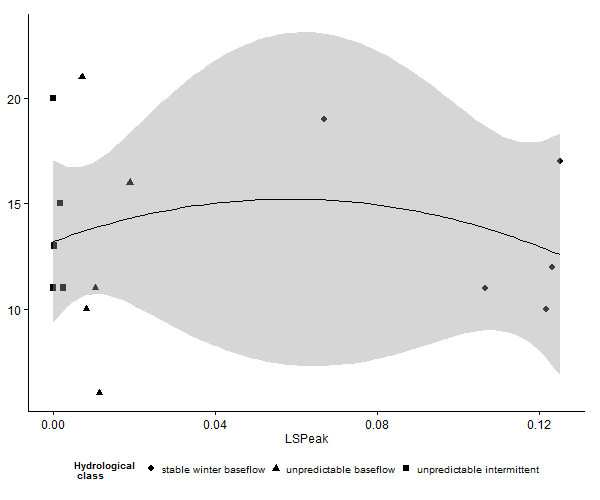 20
15
10
0.00 0.04 0.08 0.12
LSPeak
Hydrological
class
stable winter baseflow unpredictable baseflow unpredictable intermittent